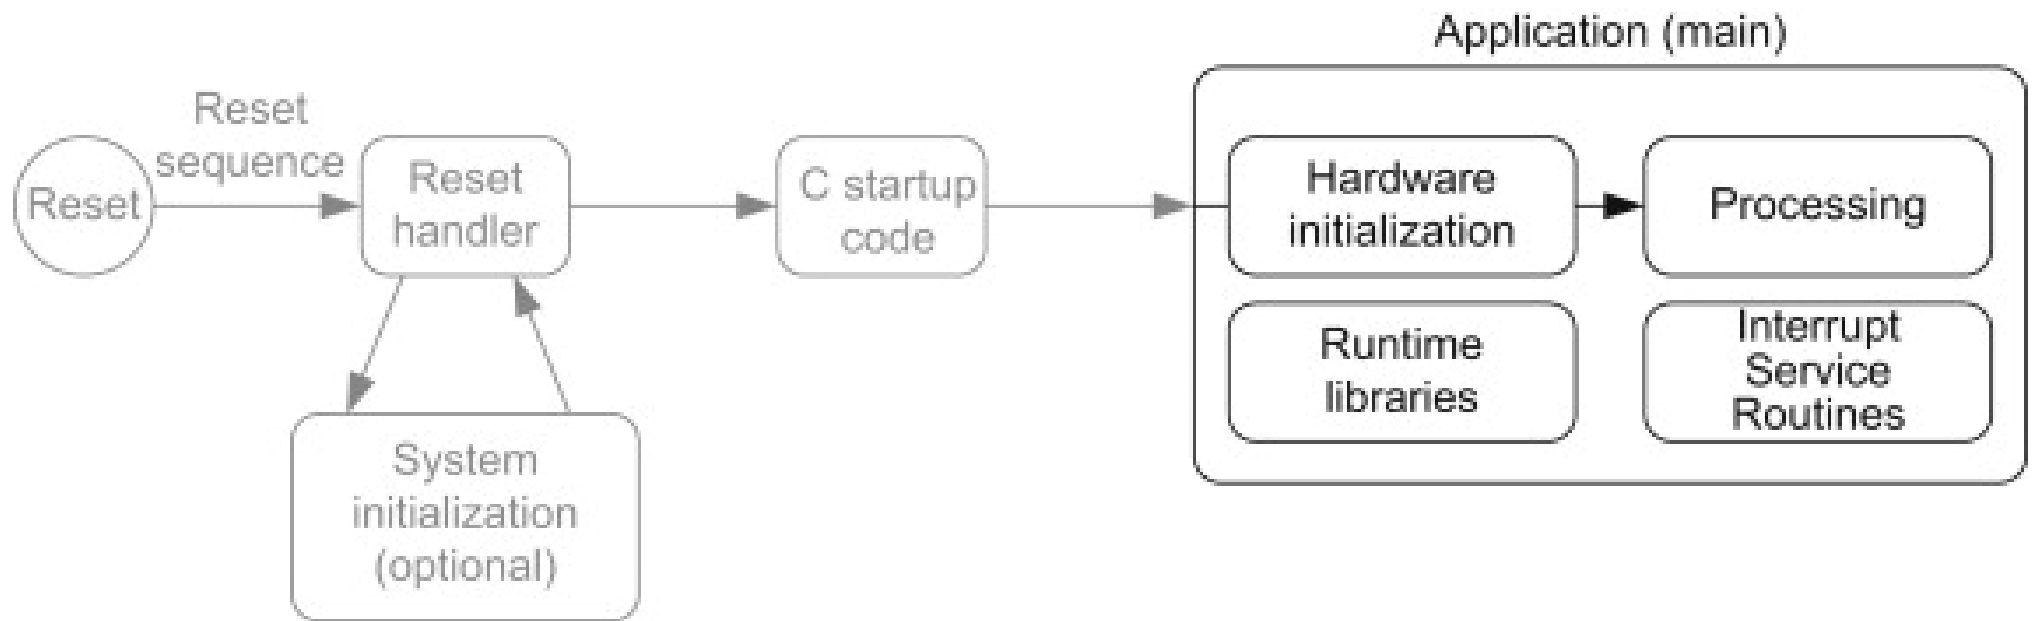 Application (main)
Reset
sequence
Reset
Reset
handler
C startup
code
Hardware
initialization
Processing
Runtime
libraries
Interrupt
Service
Routines
System
initialization
(optional)